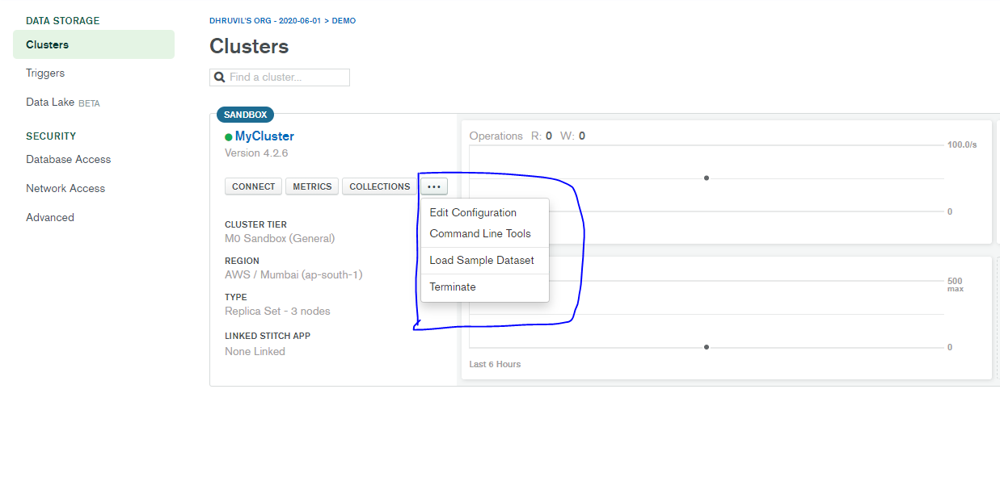 DATA STORAGE
Clusters
Triggers
Data Lake BETA
SECURITY
Database Access
Network Access
Advanced
DHRUVIL'S ORG - 2020-06-01 > DEMO
Clusters
Find a cluster...
SANDBOX
MyCluster
Version 4.2.6
CONNECT METRICS COLLECTIONS ...
Edit Configuration
Command Line Tools
Load Sample Dataset
Terminate
CLUSTER TIER
M0 Sandbox (General)
REGION
AWS / Mumbai (ap-south-1)
TYPE
Replica Set - 3 nodes
LINKED STITCH APP
None Linked
Operations R: 0 W: 0
100.0/s
0
500
max
0
Last 6 Hours